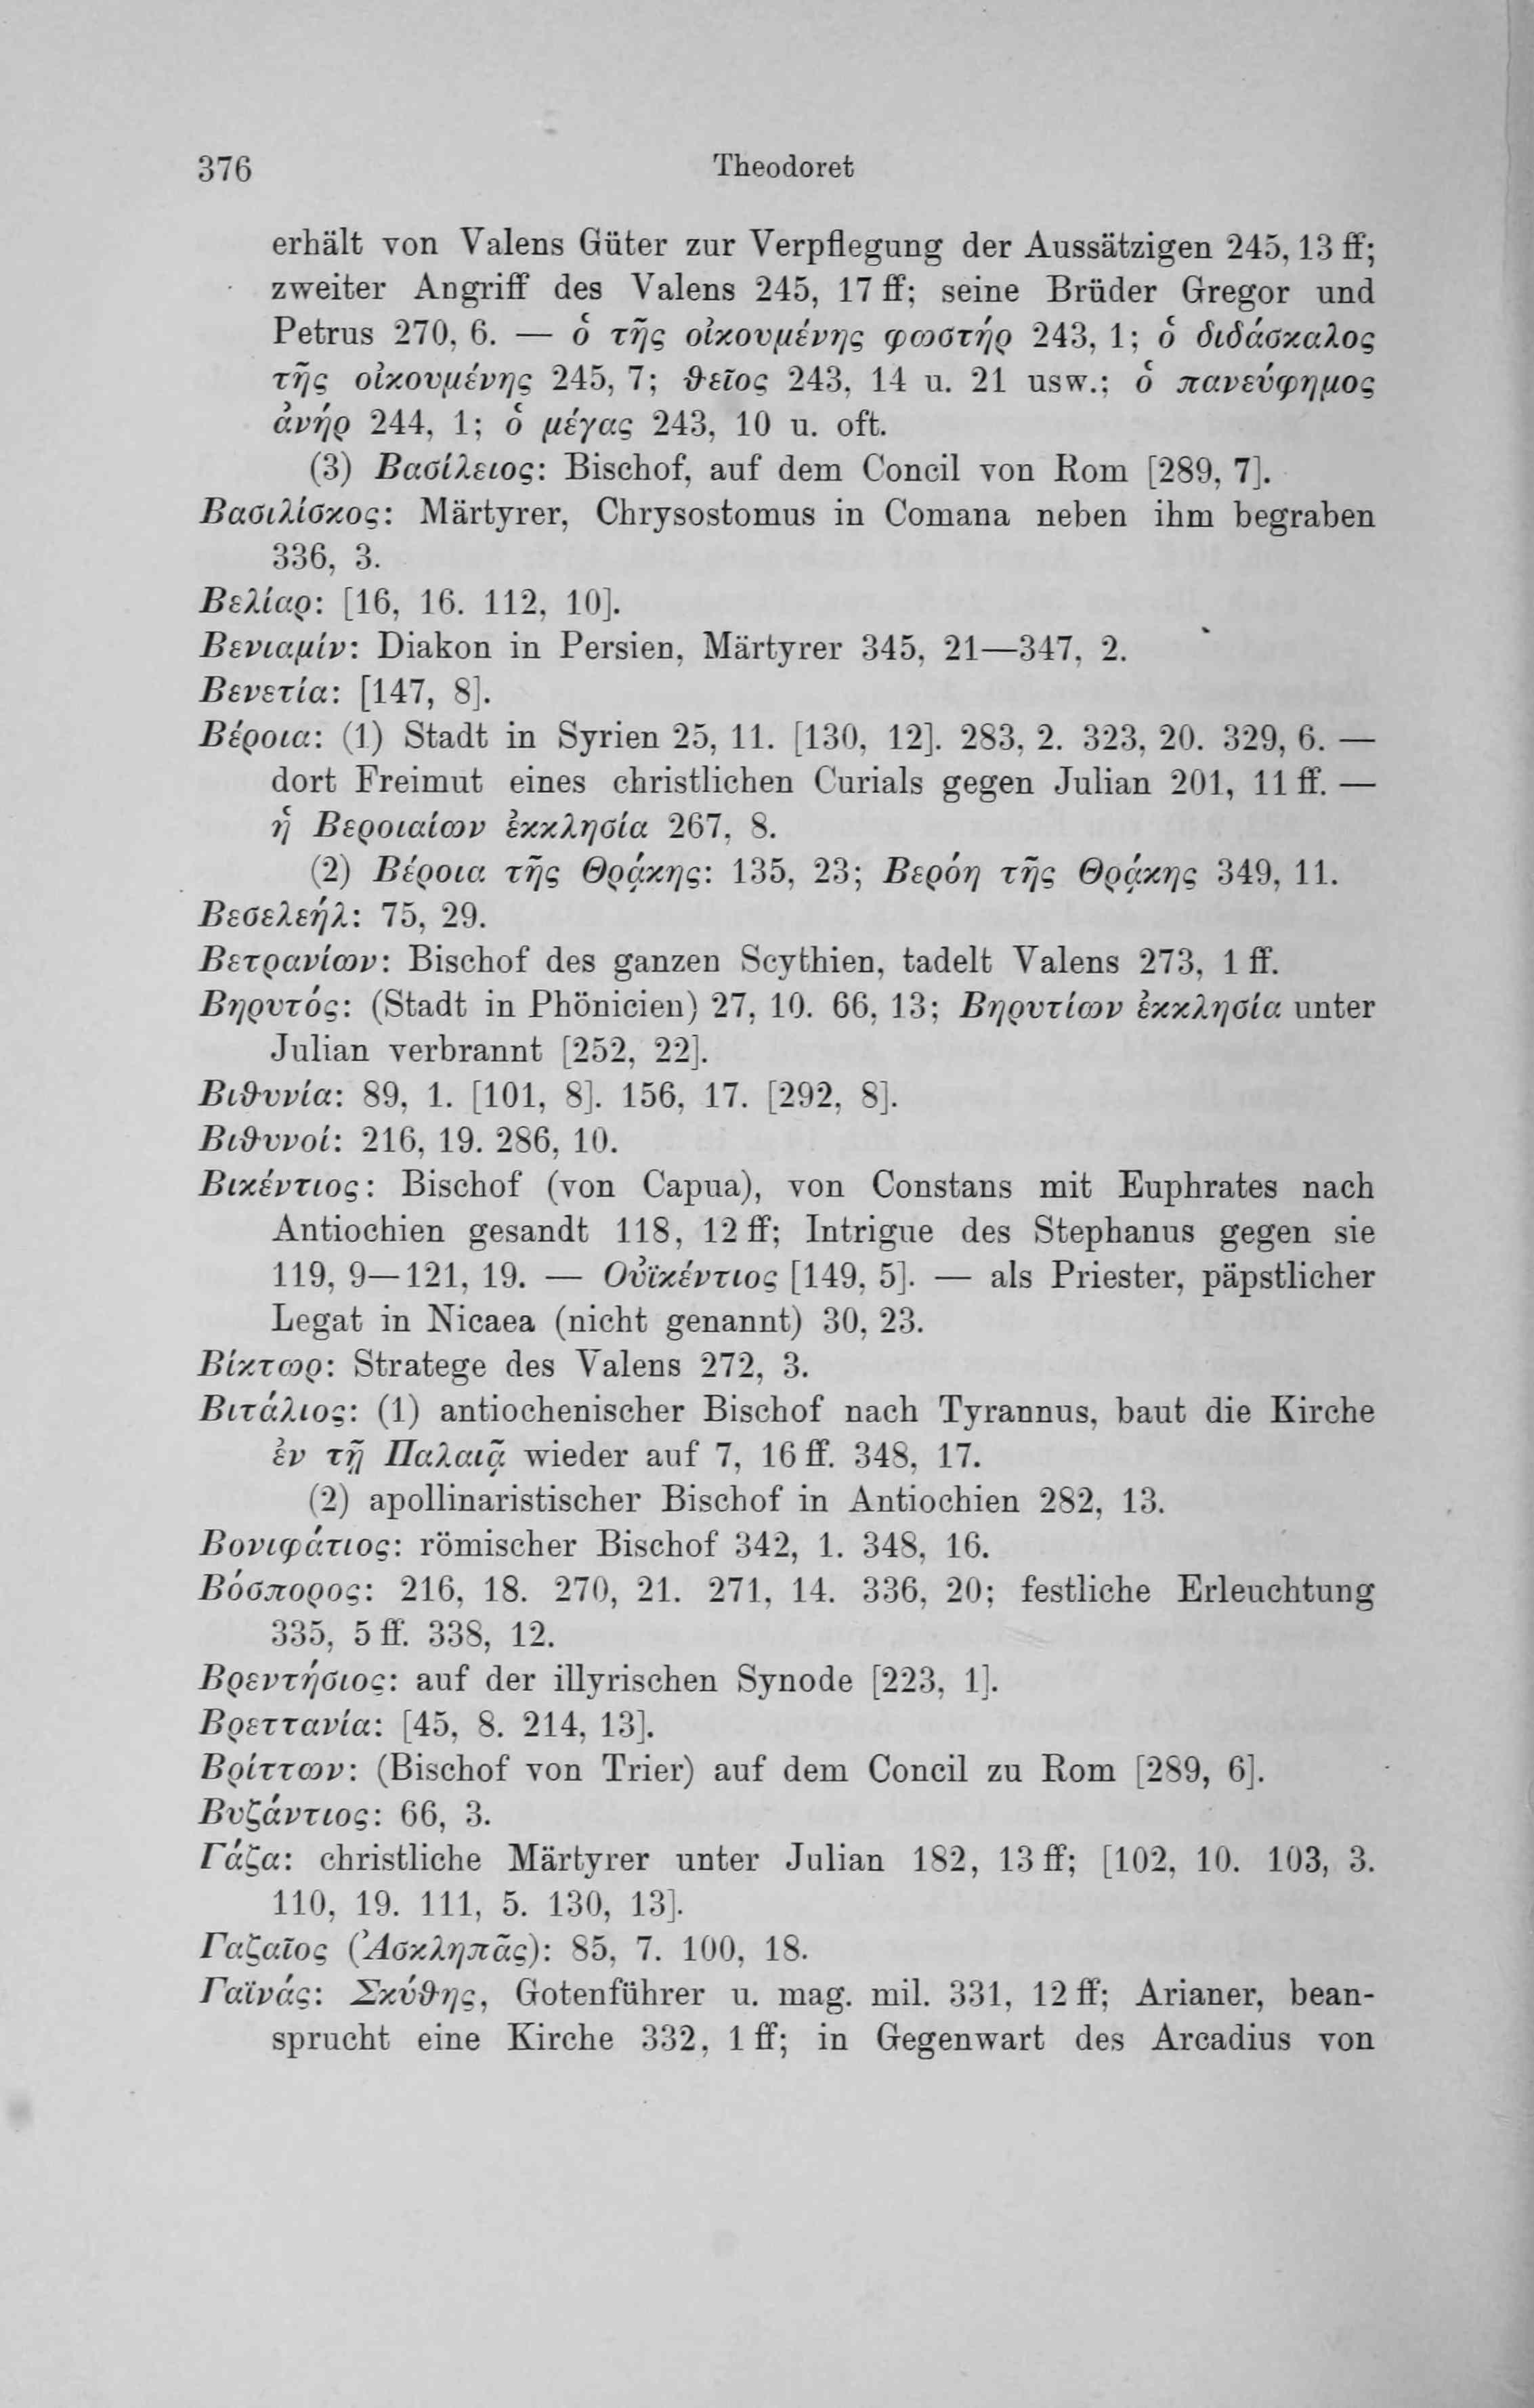 376 Theodoret
erhält von Valens Güter zur Verpflegung der Aussätzigen 245, 13 ff;
zweiter Angriff des Valens 245, 17 ff; seine Brüder Gregor und
Petrus 270, 6. — ὁ τῆς οἰκουμένης φωστήρ 243, 1; ὁ διδάσκαλος
τῆς οἰκουμένης 245, 7; θεῖος 243, 14 u. 21 usw.; ὁ πανεύφημος
ἀνήρ 244, 1; ὁ μέγας 243, 10 u. oft.
(3) Βασίλειος: Bischof, auf dem Concil von Rom [289, 7].
Βασιλίσκος: Märtyrer, Chrysostomus in Comana neben ihm begraben
336, 3.
Βελίαρ: [16, 16. 112, 10].
Βενιαμίν: Diakon in Persien, Märtyrer 345, 21—347, 2.
Βενετία: [147, 8].
Βέροια: (1) Stadt in Syrien 25, 11. [130, 12]. 283, 2. 323, 20. 329, 6. —
dort Freimut eines christlichen Curials gegen Julian 201, 11 ff. —
ἡ Βεροιαίων ἐκκλησία 267, 8.
(2) Βέροια τῆς Θρᾴκης: 135, 23; Βερόη τῆς Θρᾴκης 349, 11.
Βεσελεήλ: 75, 29.
Βετρανίων: Bischof des ganzen Scythien, tadelt Valens 273, 1 ff.
Βηρυτός: (Stadt in Phönicien) 27, 10. 66, 13; Βηρυτίων ἐκκλησία unter
Julian verbrannt [252, 22].
Βιθυνία: 89, 1. [101, 8]. 156, 17. [292, 8].
Βιθυνοί: 216, 19. 286, 10.
Βικέντιος: Bischof (von Capua), von Constans mit Euphrates nach
Antiochien gesandt 118, 12 ff; Intrigue des Stephanus gegen sie
119, 9—121, 19. — Οὐϊκέντιος [149, 5]. — als Priester, päpstlicher
Legat in Nicaea (nicht genannt) 30, 23.
Βίκτωρ: Stratege des Valens 272, 3.
Βιτάλιος: (1) antiochenischer Bischof nach Tyrannus, baut die Kirche
ἐν τῇ Παλαιᾷ wieder auf 7, 16 ff. 348, 17.
(2) apollinaristischer Bischof in Antiochien 282, 13.
Βονιφάτιος: römischer Bischof 342, 1. 348, 16.
Βόσπορος: 216, 18. 270, 21. 271, 14. 336, 20; festliche Erleuchtung
335, 5 ff. 338, 12.
Βρεντήσιος: auf der illyrischen Synode [223, 1].
Βρεττανία: [45, 8. 214, 13].
Βρίττων: (Bischof von Trier) auf dem Concil zu Rom [289, 6].
Βυζάντιος: 66, 3.
Γάζα: christliche Märtyrer unter Julian 182, 13 ff; [102, 10. 103, 3.
110, 19. 111, 5. 130, 13].
Γαζαῖος (Ἀσκληπᾶς): 85, 7. 100, 18.
Γαϊνάς: Σκύθης, Gotenführer u. mag. mil. 331, 12 ff; Arianer, bean-
sprucht eine Kirche 332, 1 ff; in Gegenwart des Arcadius von